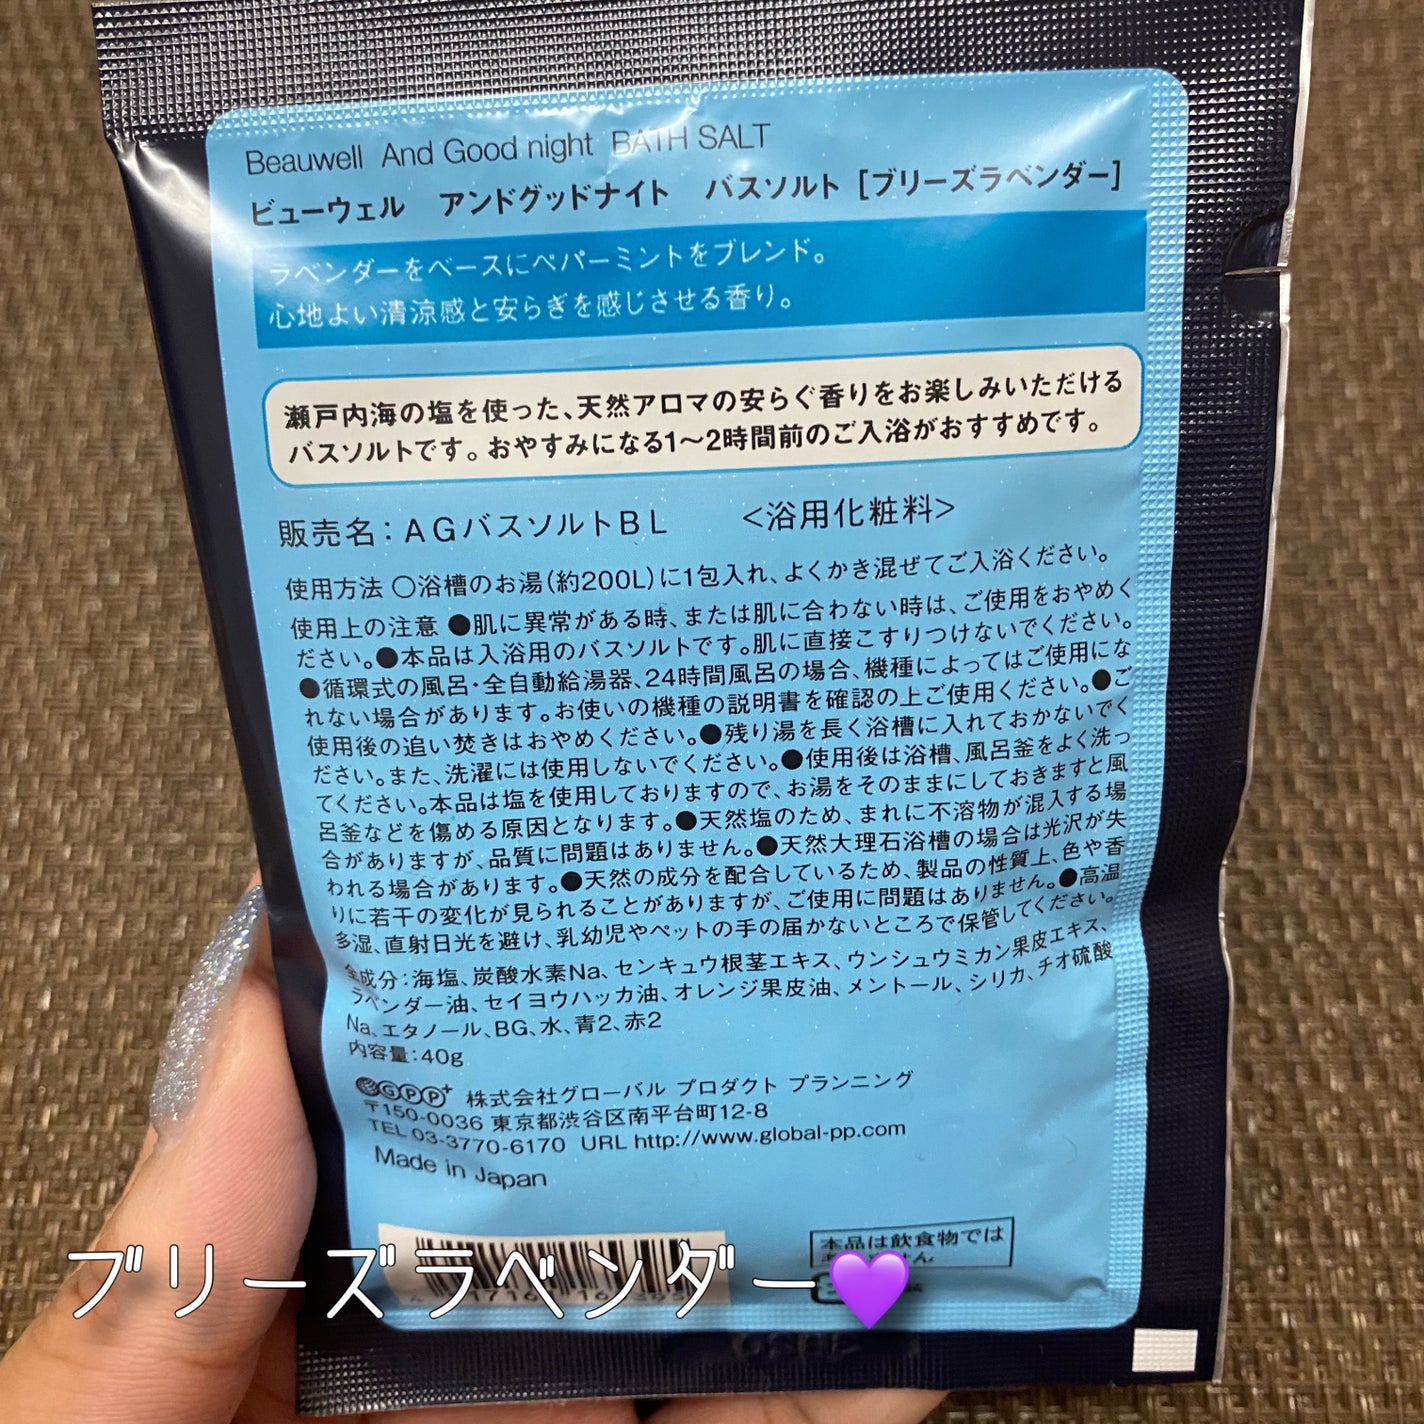 Beauwell And Good night BATH SALT
ビューウェル アンドグッドナイト バスソルト [ブリーズラベンダー]
ラベンダーをベースにペパーミントをブレンド。
心地よい清涼感と安らぎを感じさせる香り。
瀬戸内海の塩を使った、天然アロマの安らぐ香りをお楽しみいただける
バスソルトです。おやすみになる1〜2時間前のご入浴がおすすめです。
販売名：AGバスソルトBL <浴用化粧料>
使用方法 ○浴槽のお湯(約200L)に1包入れ、よくかき混ぜてご入浴ください。
使用上の注意 ●肌に異常がある時、または肌に合わない時は、ご使用をおやめく
ださい。●本品は入浴用のバスソルトです。肌に直接こすりつけないでください。
●循環式の風呂・全自動給湯器、24時間風呂の場合、機種によってはご使用にな
れない場合があります。お使いの機種の説明書を確認の上ご使用ください。●ご
使用後の追い焚きはおやめください。●残り湯を長く浴槽に入れておかないでく
ださい。また、洗濯には使用しないでください。●使用後は浴槽、風呂釜をよく洗っ
てください。本品は塩を使用しておりますので、お湯をそのままにしておきますと風
呂釜などを傷める原因となります。●天然塩のため、まれに不溶物が混入する場
合がありますが、品質に問題はありません。●天然大理石浴槽の場合は光沢が失
われる場合があります。●天然の成分を配合しているため、製品の性質上、色や香
りに若干の変化が見られることがありますが、ご使用に問題はありません。●高温
多湿、直射日光を避け、乳幼児やペットの手の届かないところで保管してください。
全成分：海塩、炭酸水素Na、センキュウ根茎エキス、ウンシュウミカン果皮エキス、
ラベンダー油、セイヨウハッカ油、オレンジ果皮油、メントール、シリカ、チオ硫酸
Na、エタノール、BG、水、青2、赤2
内容量：40g
GPP+ 株式会社グローバル プロダクト プランニング
〒150-0036 東京都渋谷区南平台町12-8
TEL 03-3770-6170 URL http://www.global-pp.com
Made in Japan
本品は飲食物では
ブリーズラベンダー💜